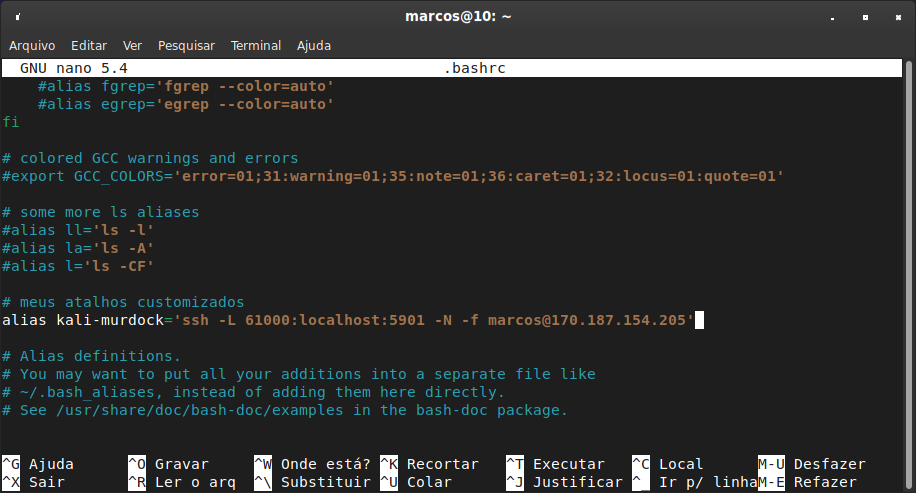 marcos@10: ~
Arquivo Editar Ver Pesquisar Terminal Ajuda
GNU nano 5.4 .bashrc
#alias fgrep='fgrep --color=auto'
#alias egrep='egrep --color=auto'
fi
# colored GCC warnings and errors
#export GCC_COLORS='error=01;31:warning=01;35:note=01;36:caret=01;32:locus=01:quote=01'
# some more ls aliases
#alias ll='ls -l'
#alias la='ls -A'
#alias l='ls -CF'
# meus atalhos customizados
alias kali-murdock='ssh -L 61000:localhost:5901 -N -f marcos@170.187.154.205'
# Alias definitions.
# You may want to put all your additions into a separate file like
# ~/.bash_aliases, instead of adding them here directly.
# See /usr/share/doc/bash-doc/examples in the bash-doc package.
^G Ajuda ^O Gravar ^W Onde está? ^K Recortar ^T Executar ^C Local M-U Desfazer
^X Sair ^R Ler o arq ^\ Substituir ^U Colar ^J Justificar ^_ Ir p/ linha M-E Refazer